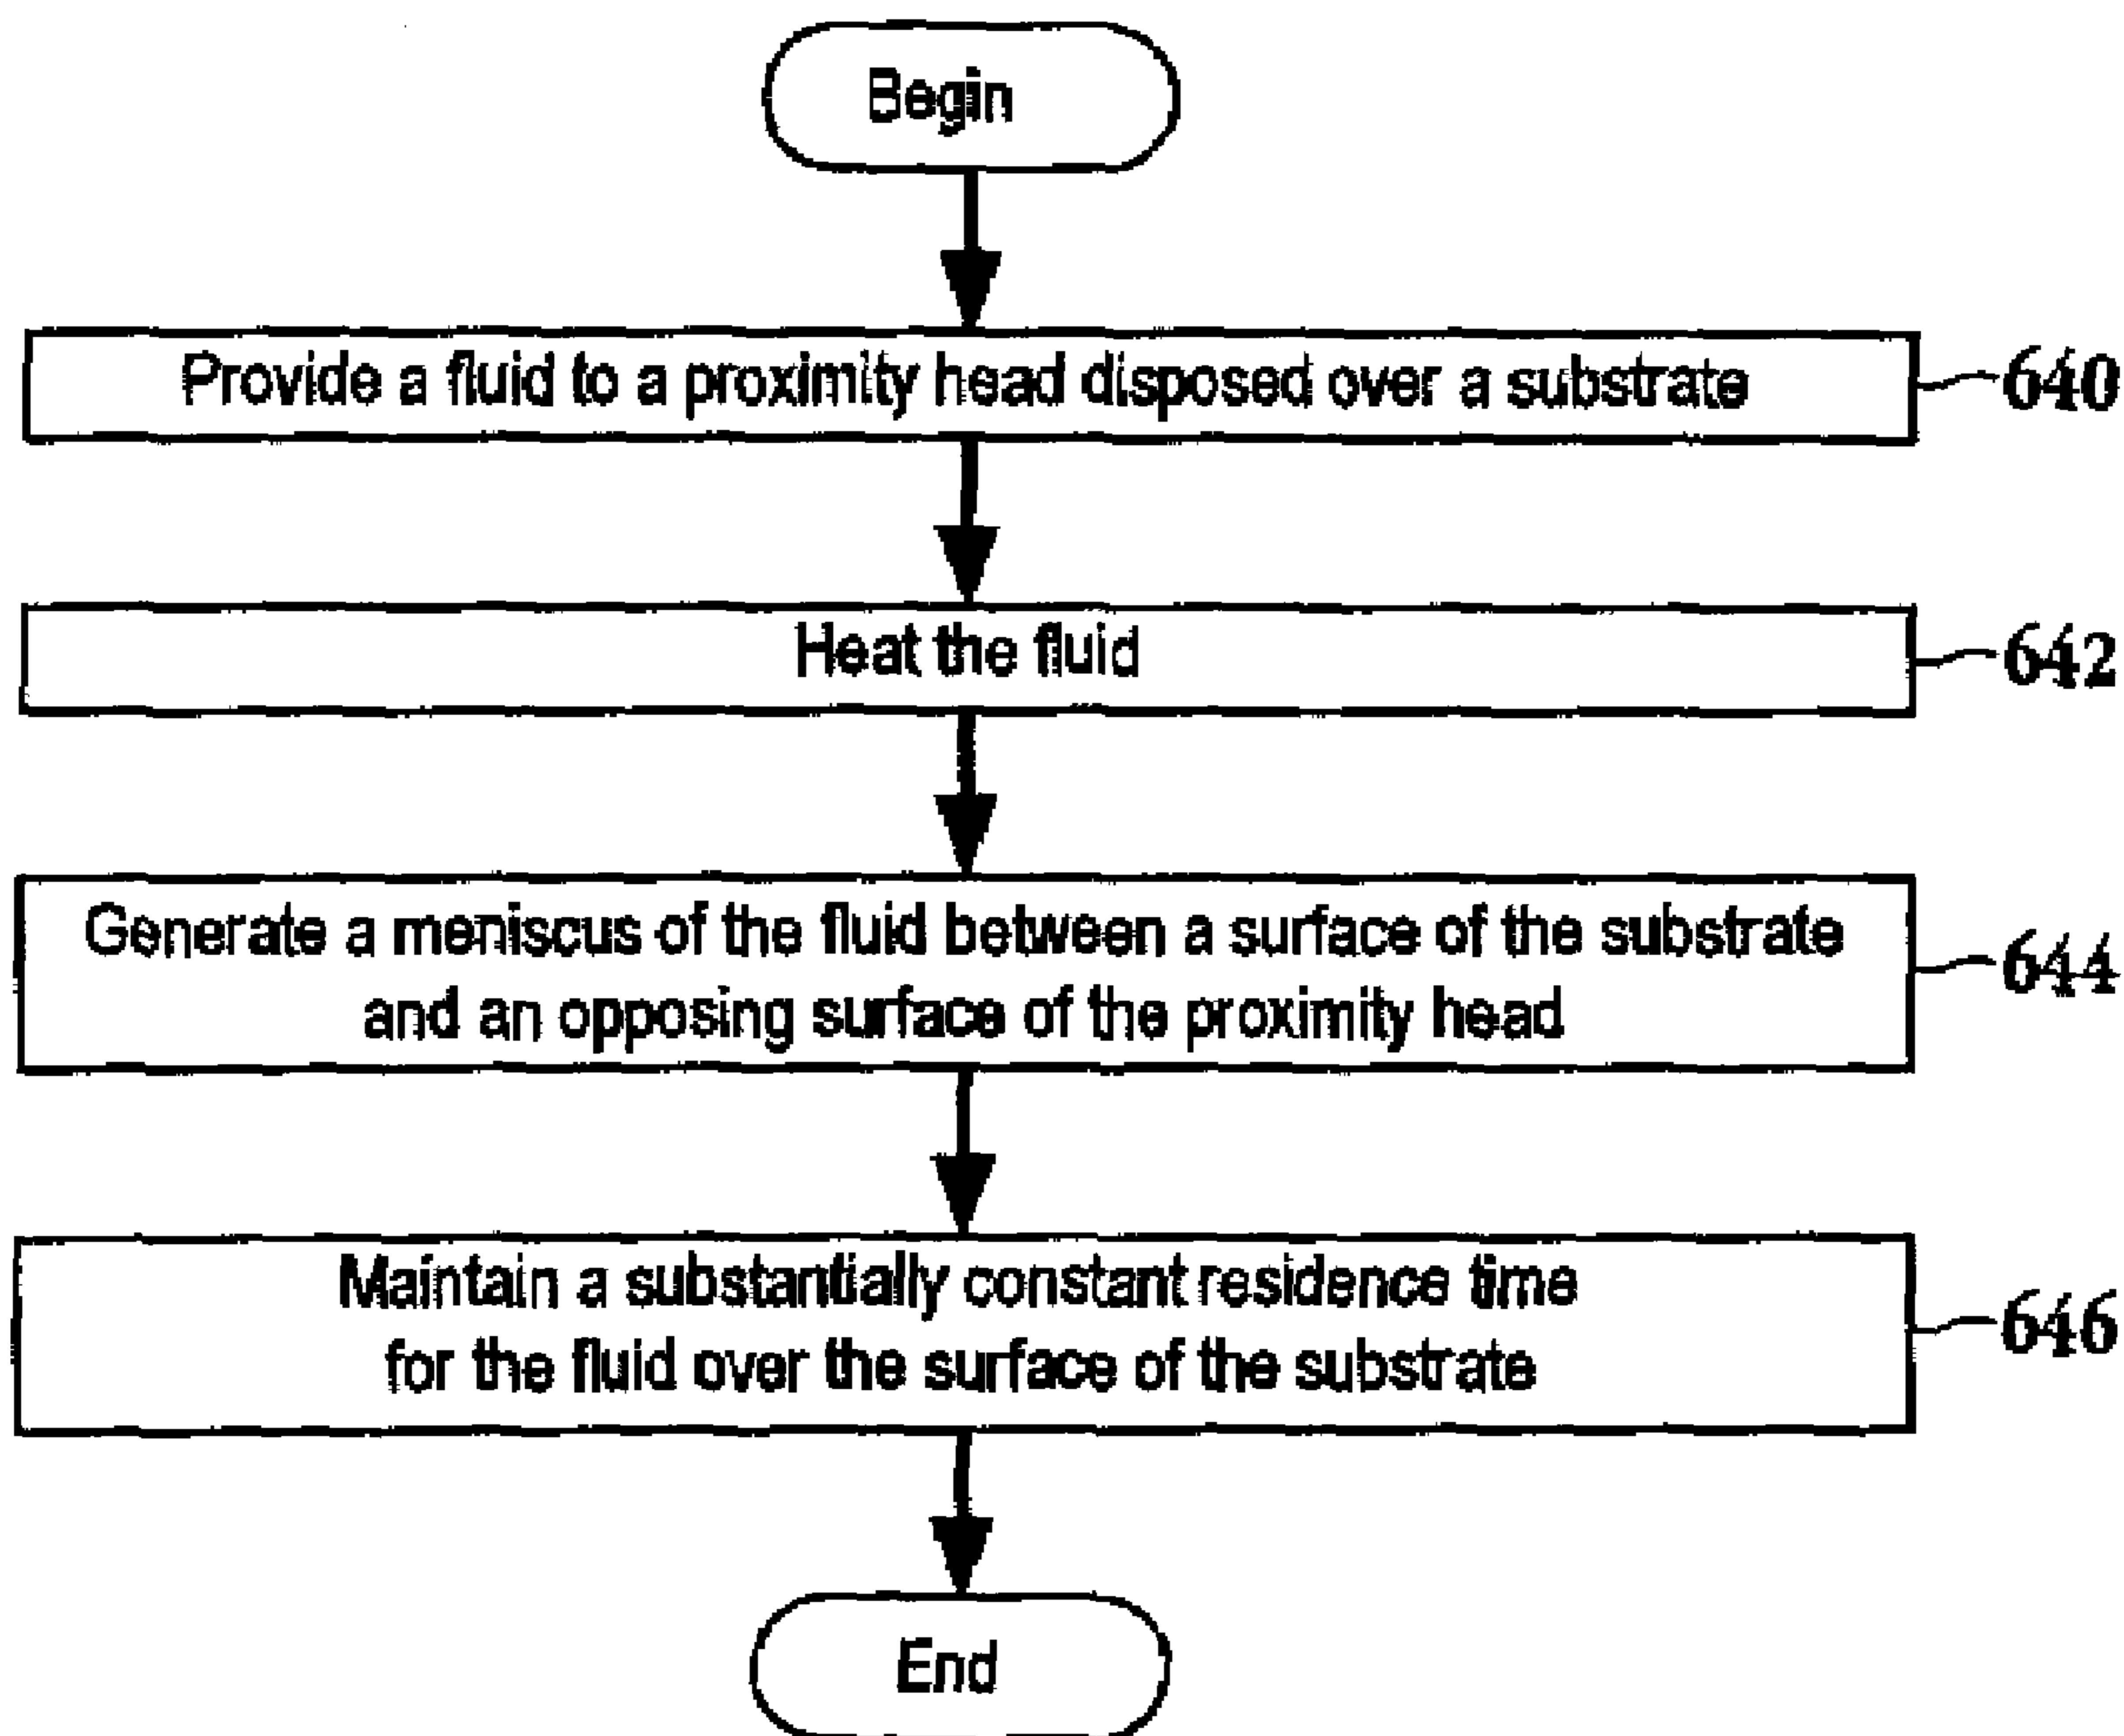 Begin
Provide a fluid to a proximity head disposed over a substrate
640
Heat the fluid
642
Generate a meniscus of the fluid between a surface of the substrate
and an opposing surface of the proximity head
644
Maintain a substantially constant residence time
for the fluid over the surface of the substrate
646
End